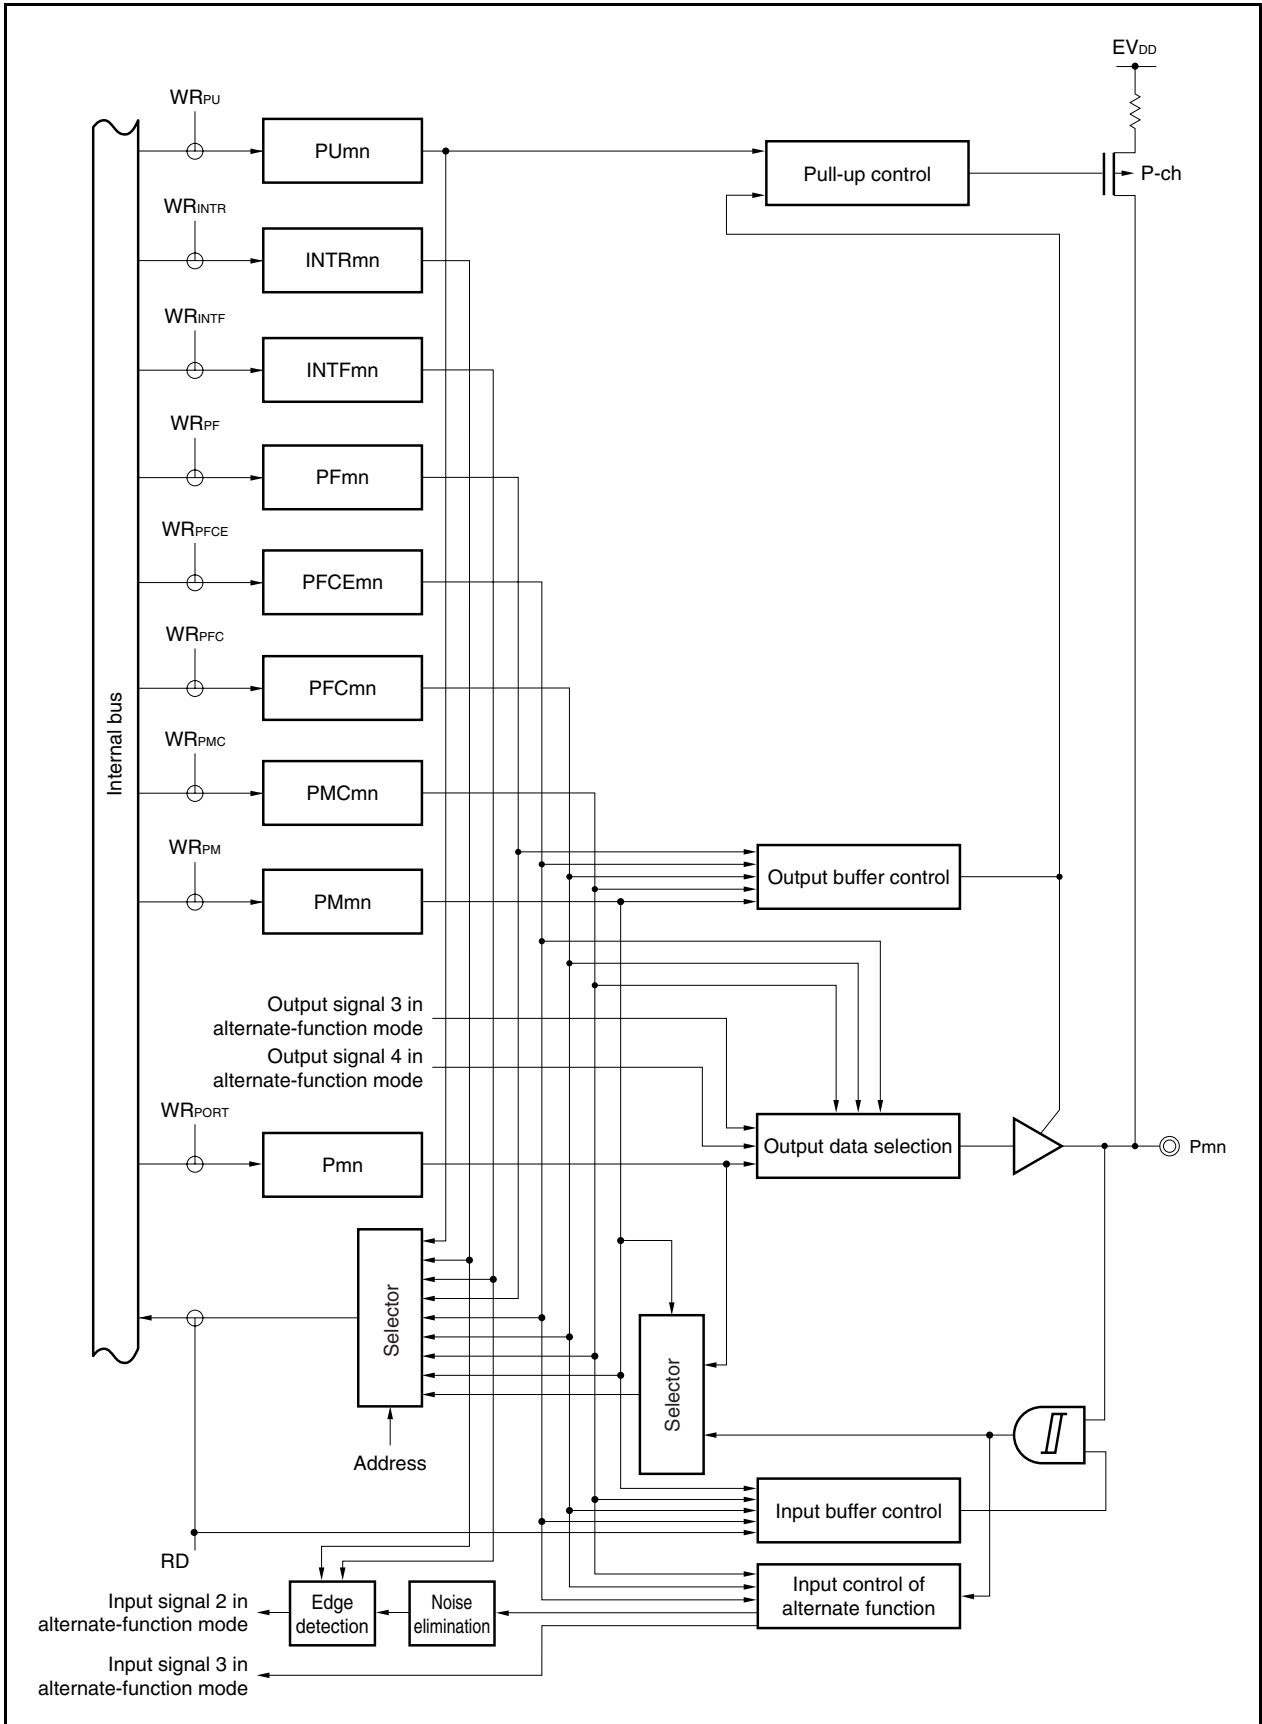 EVDD
WRPU
PUmn
Pull-up control
P-ch
WRINTR
INTRmn
WRINTF
INTFmn
WRPF
PFmn
WRPFCE
PFCEmn
WRPFC
PFCmn
Internal bus
WRPMC
PMCmn
WRPM
PMmn
Output buffer control
Output signal 3 in
alternate-function mode
Output signal 4 in
alternate-function mode
WRPORT
Pmn
Output data selection
Pmn
Selector
Selector
Address
Input buffer control
RD
Input signal 2 in
alternate-function mode
Edge
detection
Noise
elimination
Input control of
alternate function
Input signal 3 in
alternate-function mode